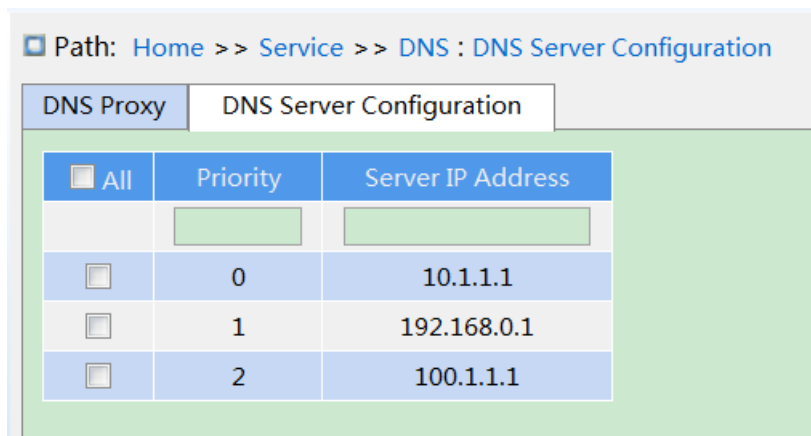 Path: Home >> Service >> DNS : DNS Server Configuration
DNS Proxy DNS Server Configuration
All Priority Server IP Address
0 10.1.1.1
1 192.168.0.1
2 100.1.1.1